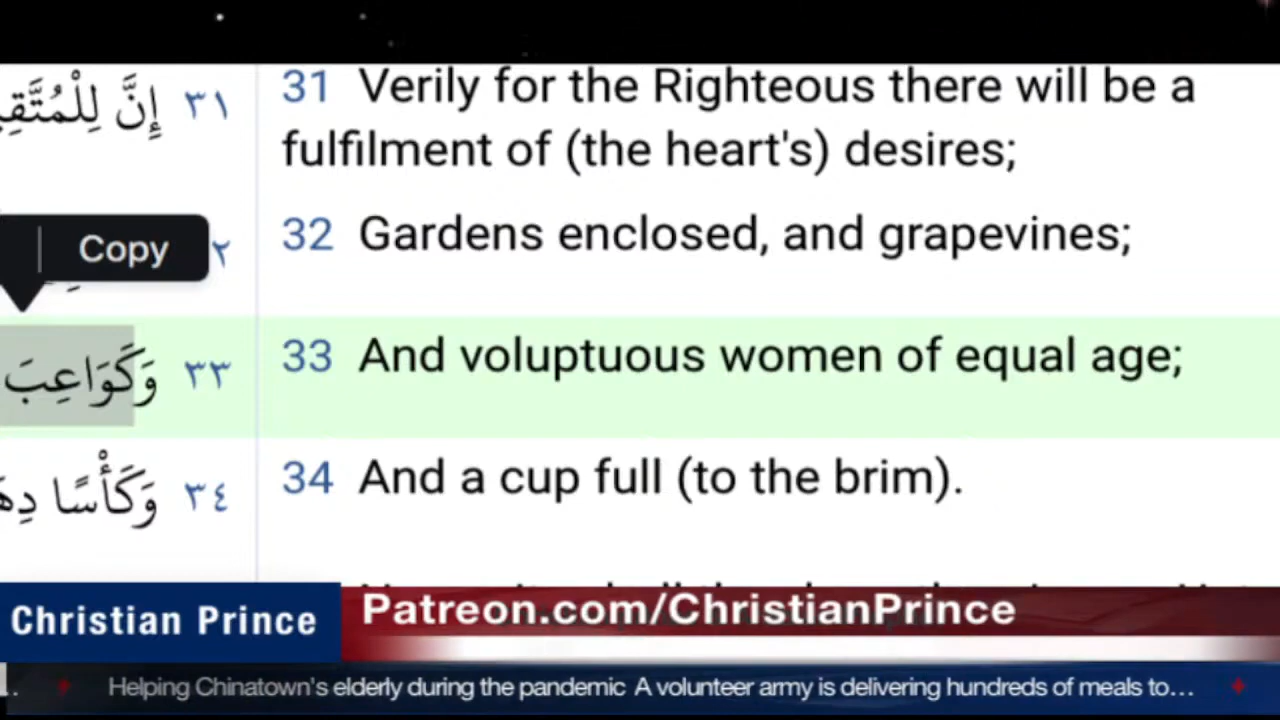 31 Verily for the Righteous there will be a
fulfilment of (the heart's) desires;
٣١ إِنَّ
32 Gardens enclosed, and grapevines;
Copy
33 And voluptuous women of equal age;
٣٣ وَكَوَاعِبَ
34 And a cup full (to the brim).
٣٤ وَكَأْسًا
Christian Prince
Patreon.com/ChristianPrince
Helping Chinatown's elderly during the pandemic A volunteer army is delivering hundreds of meals to...